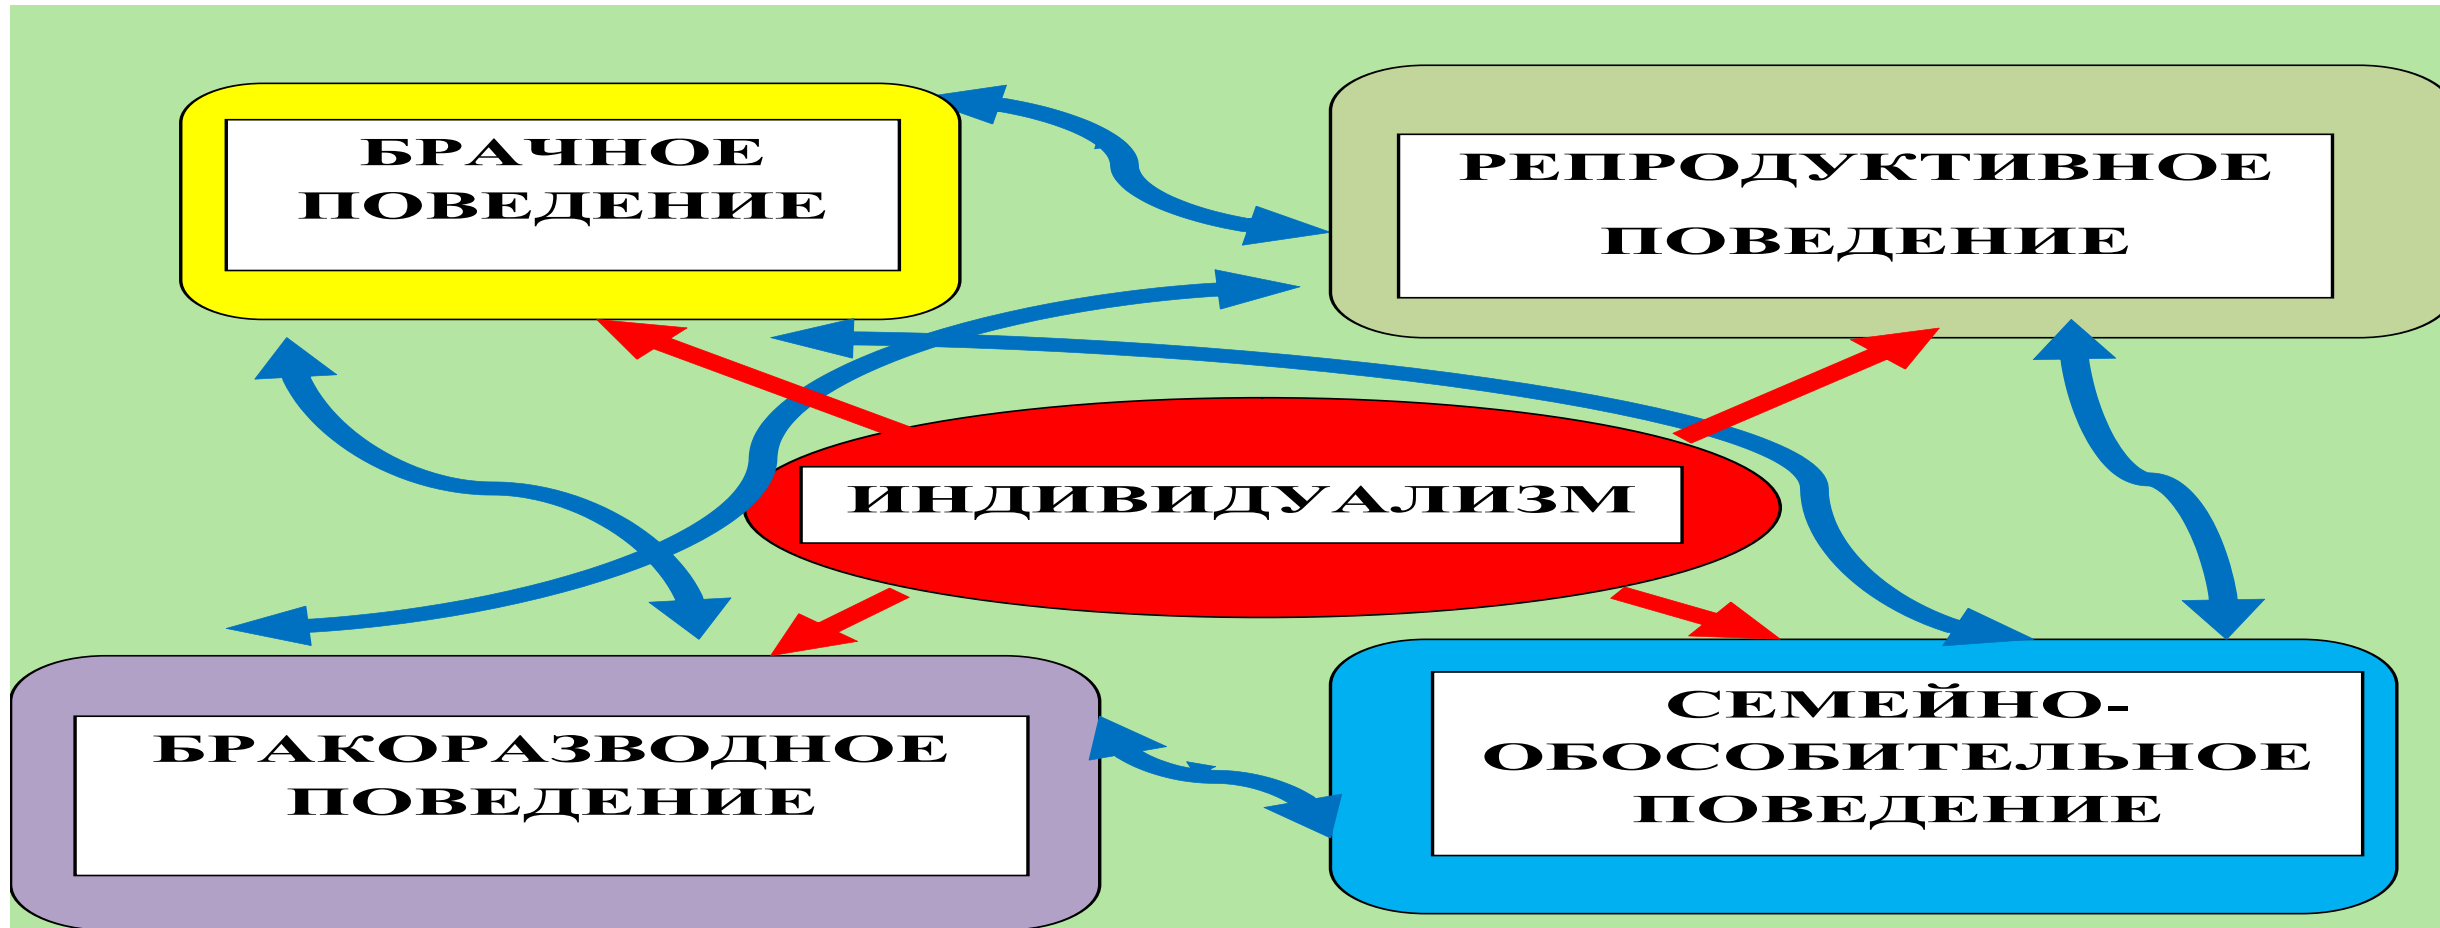 БРАЧНОЕ
ПОВЕДЕНИЕ
РЕПРОДУКТИВНОЕ
ПОВЕДЕНИЕ
ИНДИВИДУАЛИЗМ
БРАКОРАЗВОДНОЕ
ПОВЕДЕНИЕ
СЕМЕЙНО-
ОБОСОБИТЕЛЬНОЕ
ПОВЕДЕНИЕ